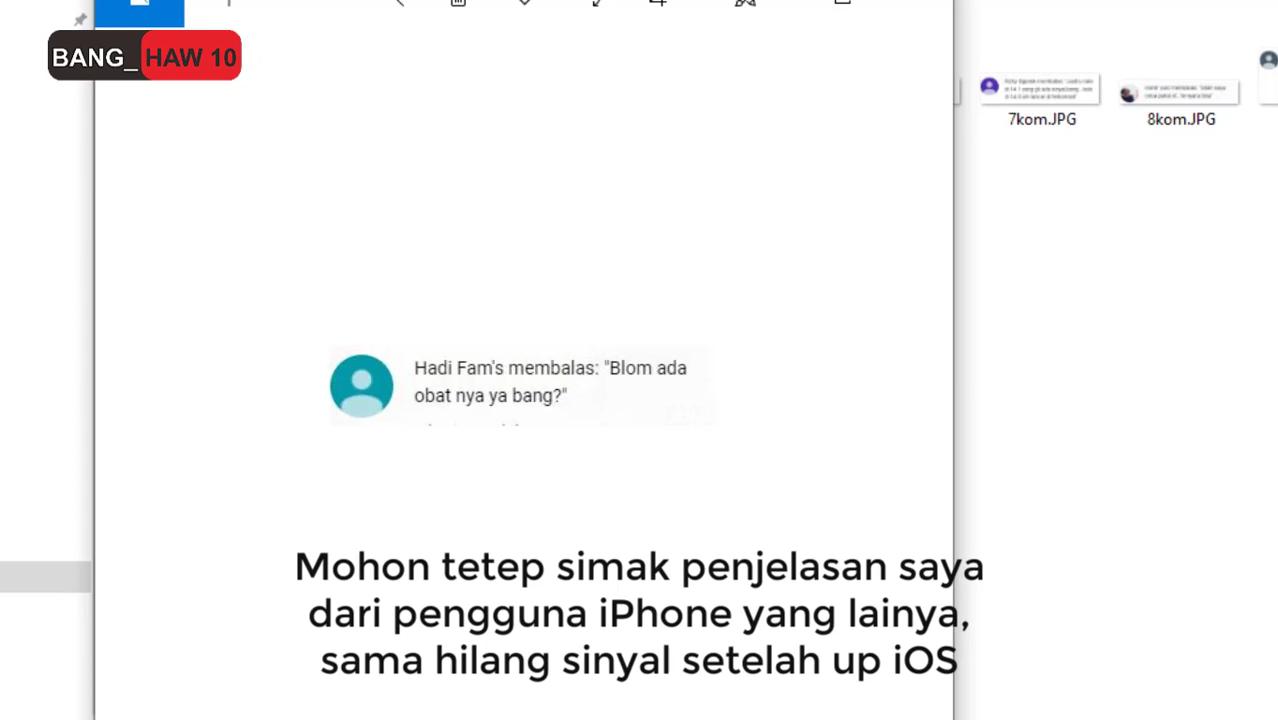 BANG_HAW 10
7kom.JPG
8kom.JPG
Hadi Fam's membalas: "Blom ada
obat nya ya bang?"
Mohon tetep simak penjelasan saya
dari pengguna iPhone yang lainya,
sama hilang sinyal setelah up iOS